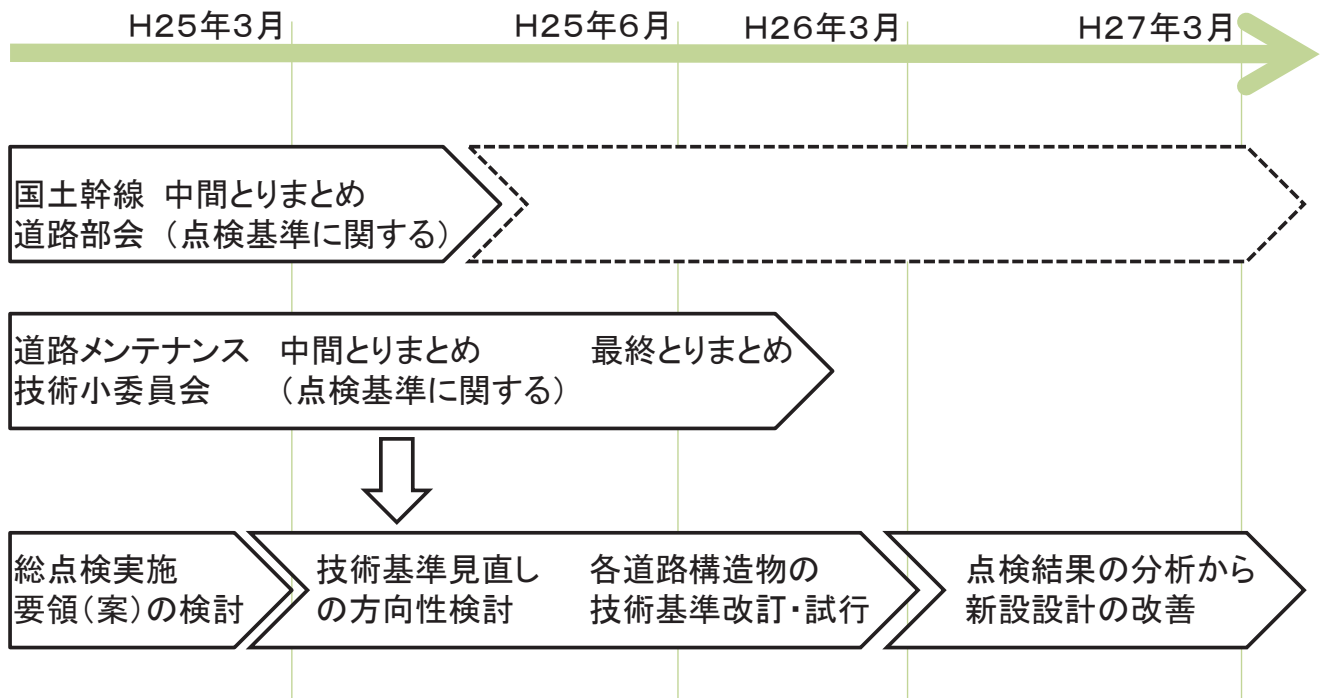 H25年3月 H25年6月 H26年3月 H27年3月
国土幹線 中間とりまとめ
道路部会 (点検基準に関する)
道路メンテナンス 中間とりまとめ 最終とりまとめ
技術小委員会 (点検基準に関する)
総点検実施 技術基準見直し 各道路構造物の 点検結果の分析から
要領(案)の検討 の方向性検討 技術基準改訂・試行 新設設計の改善